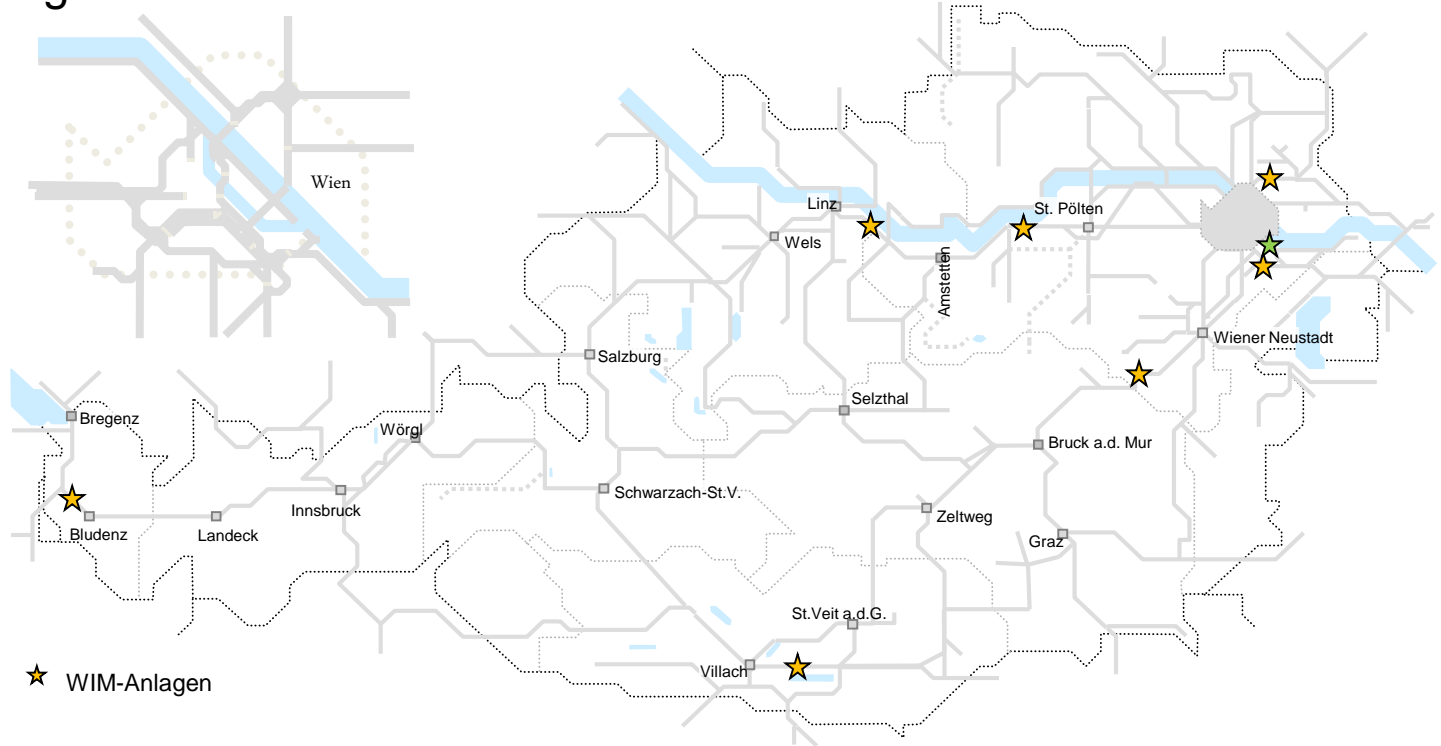 g
Wien
Linz
St. Pölten
Wels
Amstetten
Wiener Neustadt
Salzburg
Selzthal
Bregenz
Wörgl
Bruck a.d. Mur
Schwarzach-St.V.
Innsbruck
Zeltweg
Bludenz
Landeck
Graz
St.Veit a.d.G.
Villach
WIM-Anlagen